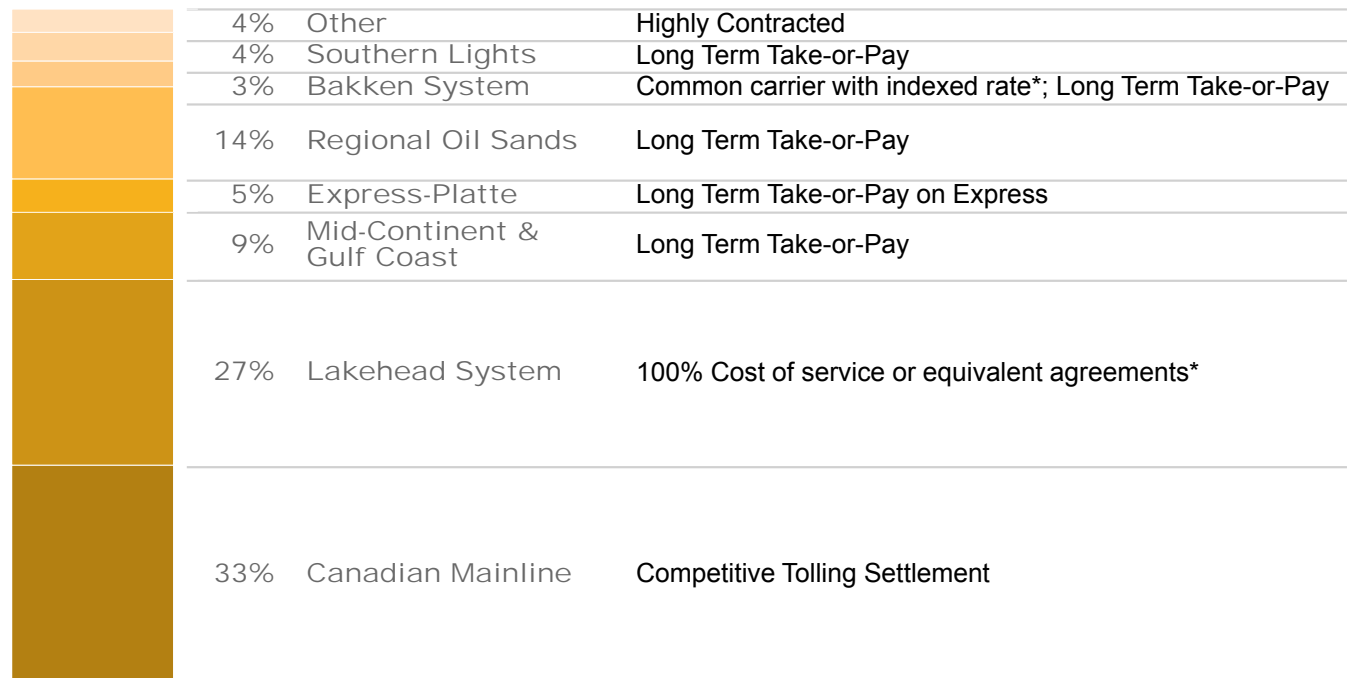 4% Other Highly Contracted
4% Southern Lights Long Term Take-or-Pay
3% Bakken System Common carrier with indexed rate*; Long Term Take-or-Pay
14% Regional Oil Sands Long Term Take-or-Pay
5% Express-Platte Long Term Take-or-Pay on Express
9% Mid-Continent &
Gulf Coast Long Term Take-or-Pay
27% Lakehead System 100% Cost of service or equivalent agreements*
33% Canadian Mainline Competitive Tolling Settlement